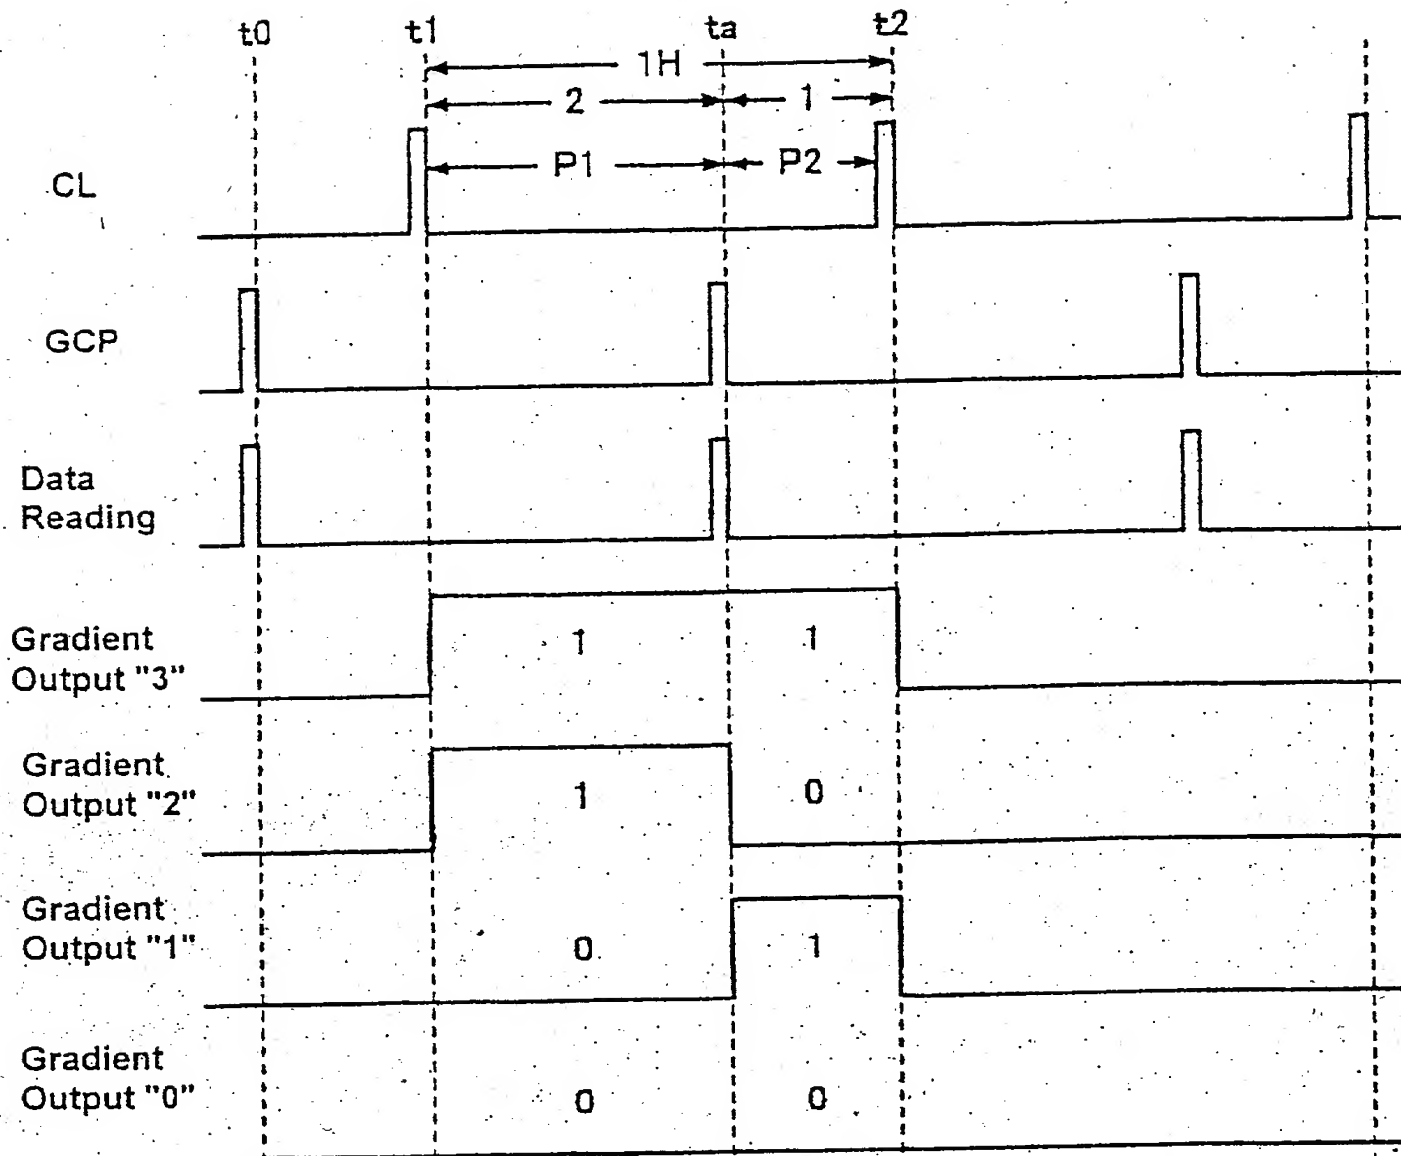 t0 t1 ta t2
1H
2 1
P1 P2
CL
GCP
Data
Reading
Gradient
Output "3"
1 1
Gradient
Output "2"
1 0
Gradient
Output "1"
0 1
Gradient
Output "0"
0 0